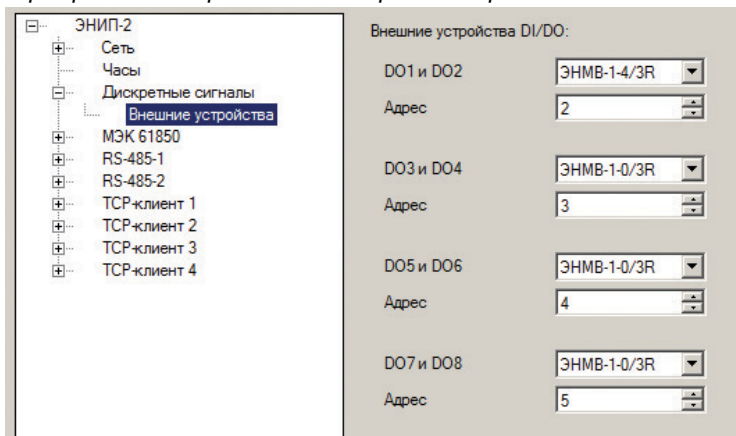 ЭНИП-2
Сеть
Часы
Дискретные сигналы
Внешние устройства
МЭК 61850
RS-485-1
RS-485-2
TCP-клиент 1
TCP-клиент 2
TCP-клиент 3
TCP-клиент 4
Внешние устройства DI/DO:
DO1 и DO2 ЭНМВ-1-4/3R
Адрес 2
DO3 и DO4 ЭНМВ-1-0/3R
Адрес 3
DO5 и DO6 ЭНМВ-1-0/3R
Адрес 4
DO7 и DO8 ЭНМВ-1-0/3R
Адрес 5